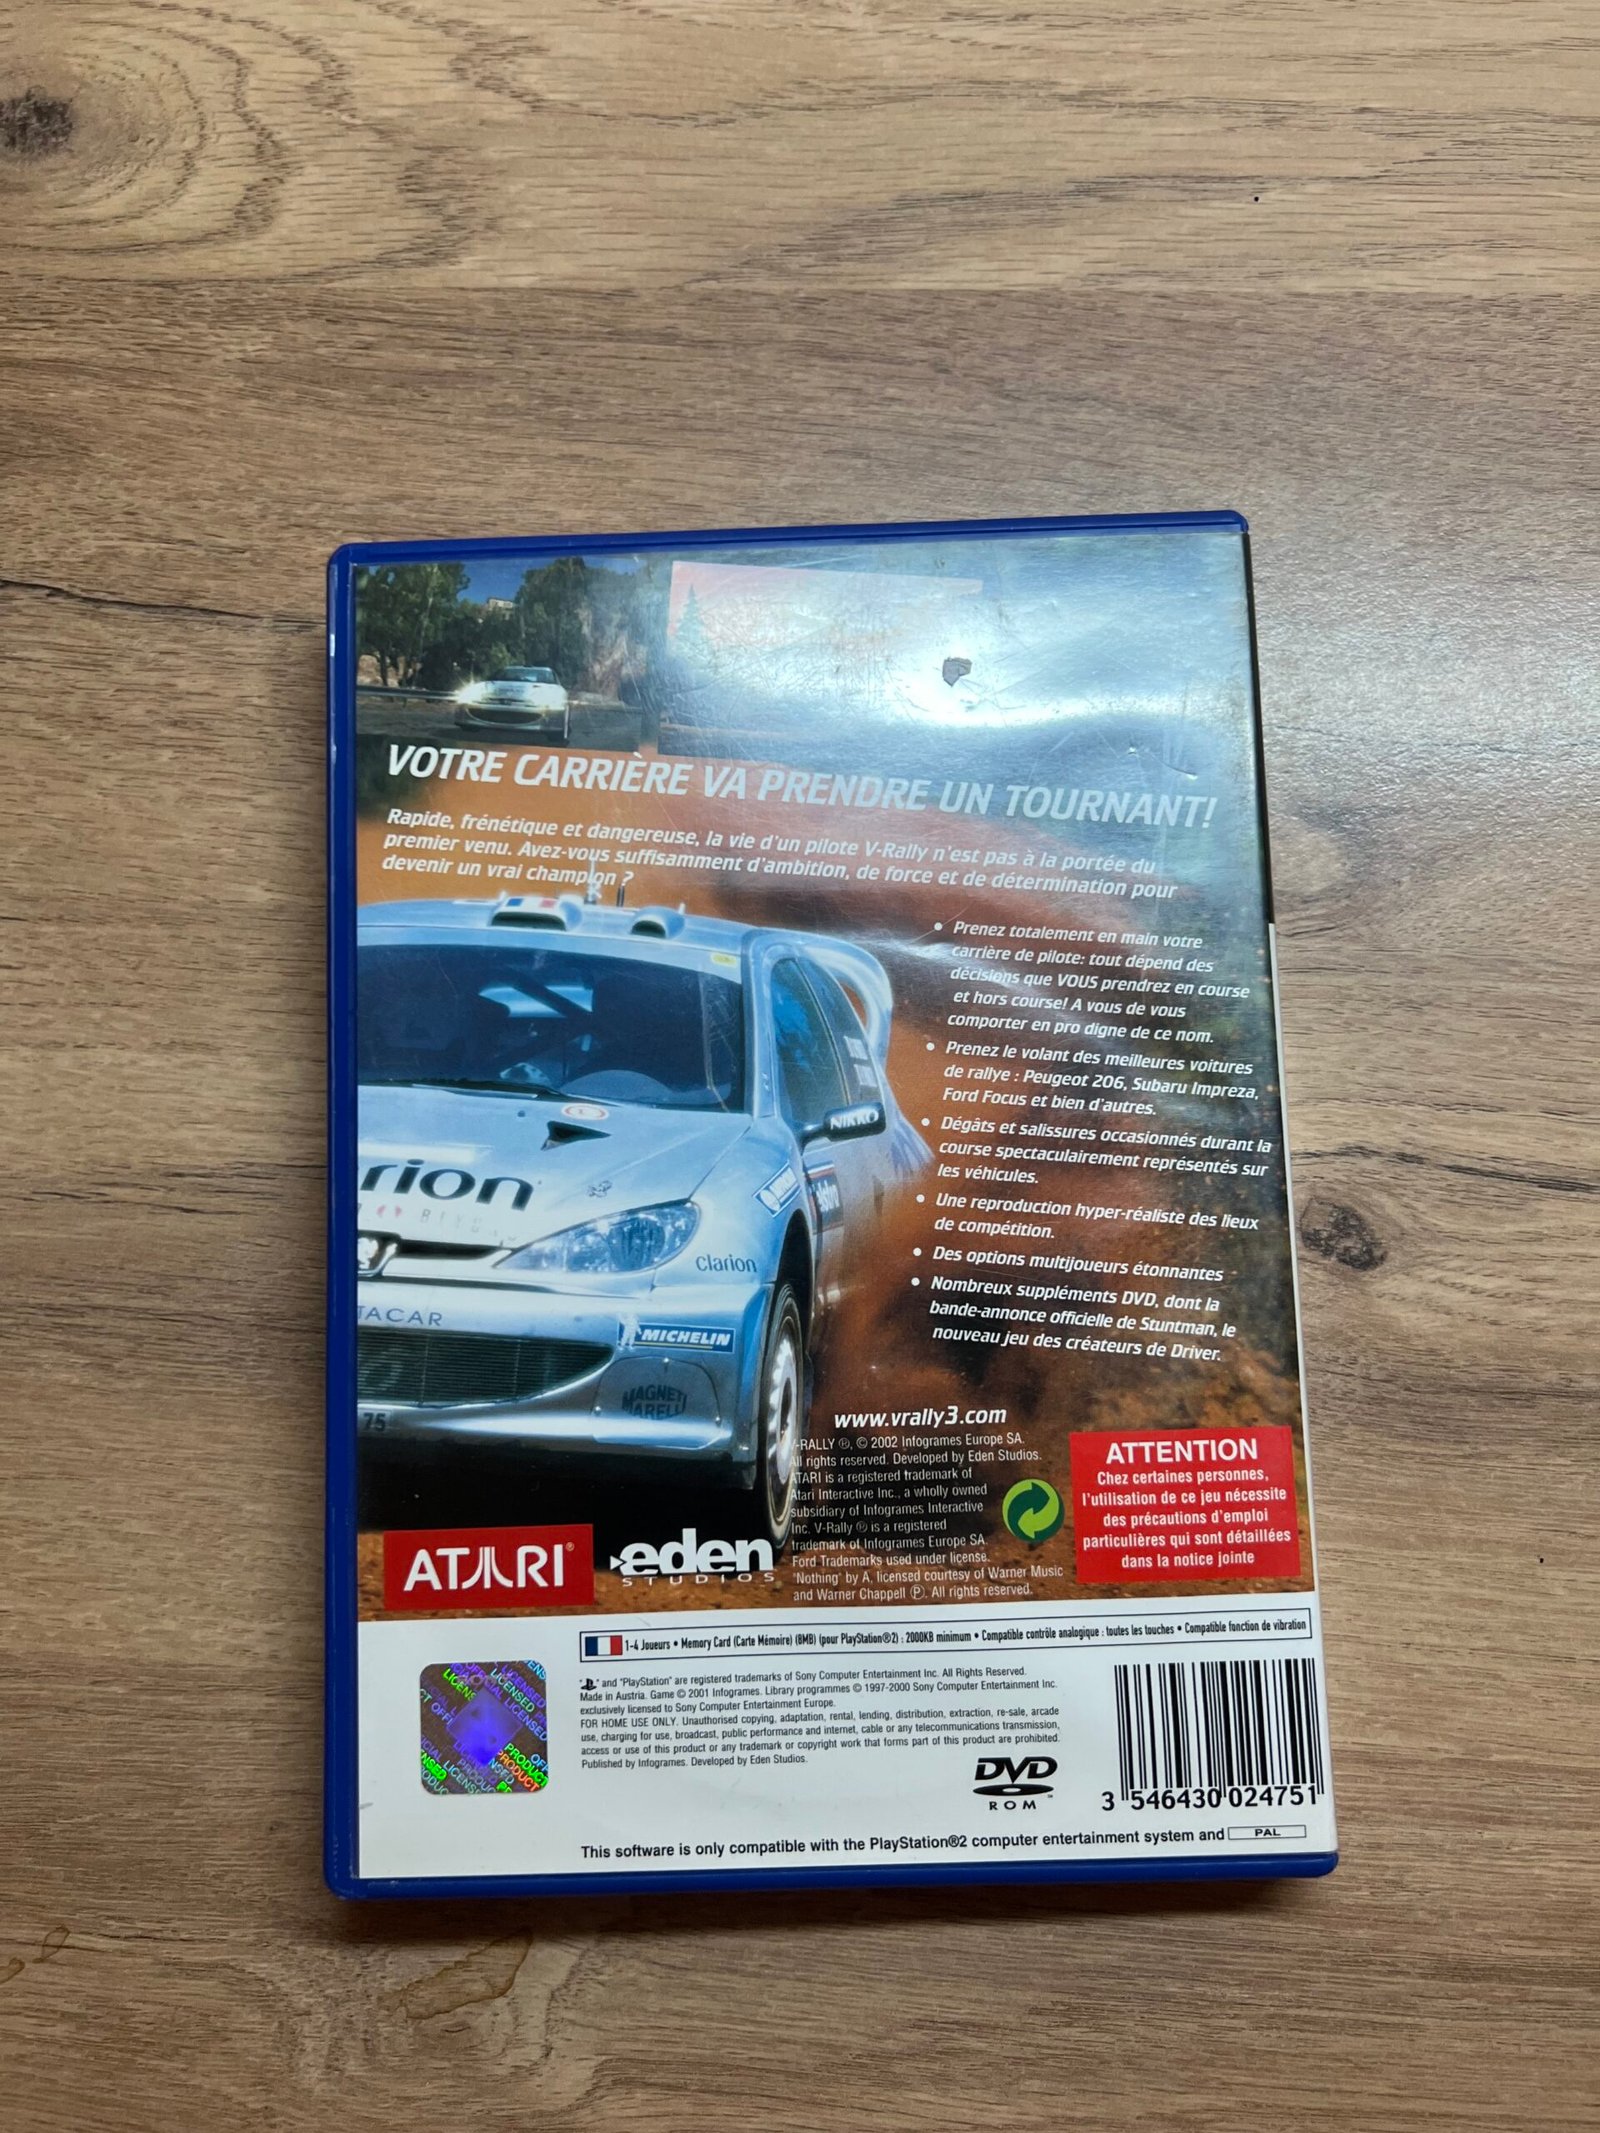 VOTRE CARRIÈRE VA PRENDRE UN TOURNANT!
Rapide, frénétique et dangereuse, la vie d'un pilote V-Rally n'est pas à la portée du
premier venu. Avez-vous suffisamment d'ambition, de force et de détermination pour
devenir un vrai champion ?
• Prenez totalement en main votre
carrière de pilote: tout dépend des
décisions que VOUS prendrez en course
et hors course! A vous de vous
comporter en pro digne de ce nom.
• Prenez le volant des meilleures voitures
de rallye : Peugeot 206, Subaru Impreza,
Ford Focus et bien d'autres.
• Dégâts et salissures occasionnés durant la
course spectaculairement représentés sur
les véhicules.
• Une reproduction hyper-réaliste des lieux
de compétition.
• Des options multijoueurs étonnantes
• Nombreux suppléments DVD, dont la
bande-annonce officielle de Stuntman, le
nouveau jeu des créateurs de Driver.
NIKKO
rion
Clarion
TACAR
MICHELIN
MAGNETI
MARELLI
75
www.vrally3.com
V-RALLY ®, © 2002 Infogrames Europe SA.
All rights reserved. Developed by Eden Studios.
ATARI is a registered trademark of
Atari Interactive Inc., a wholly owned
subsidiary of Infogrames Interactive
Inc. V-Rally ® is a registered
trademark of Infogrames Europe SA.
Ford Trademarks used under license.
"Nothing" by A, licensed courtesy of Warner Music
and Warner Chappell ℗. All rights reserved.
ATTENTION
Chez certaines personnes,
l'utilisation de ce jeu nécessite
des précautions d'emploi
particulières qui sont détaillées
dans la notice jointe
ATARI®
eden
STUDIOS
1-4 Joueurs • Memory Card (Carte Mémoire) (8MB) (pour PlayStation®2) : 2000KB minimum • Compatible contrôle analogique : toutes les touches • Compatible fonction de vibration
" " and "PlayStation" are registered trademarks of Sony Computer Entertainment Inc. All Rights Reserved.
Made in Austria. Game © 2001 Infogrames. Library programmes © 1997-2000 Sony Computer Entertainment Inc.
exclusively licensed to Sony Computer Entertainment Europe.
FOR HOME USE ONLY. Unauthorised copying, adaptation, rental, lending, distribution, extraction, re-sale, arcade
use, charging for use, broadcast, public performance and internet, cable or any telecommunications transmission,
access or use of this product or any trademark or copyright work that forms part of this product are prohibited.
Published by Infogrames. Developed by Eden Studios.
DVD
ROM
3 546430 024751
This software is only compatible with the PlayStation®2 computer entertainment system and PAL